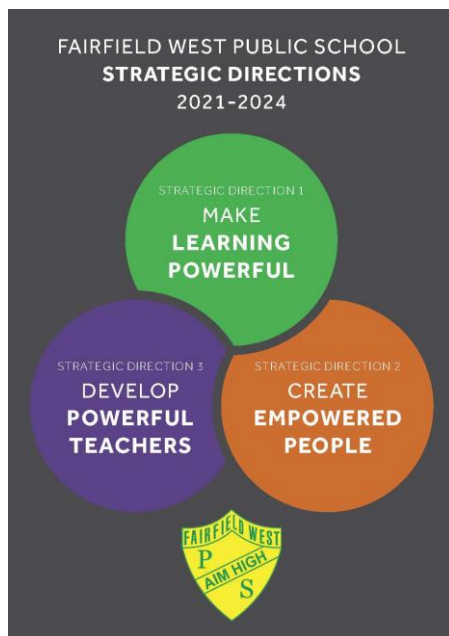 FAIRFIELD WEST PUBLIC SCHOOL
STRATEGIC DIRECTIONS
2021-2024
STRATEGIC DIRECTION 1
MAKE
LEARNING
POWERFUL
STRATEGIC DIRECTION 3
DEVELOP
POWERFUL
TEACHERS
STRATEGIC DIRECTION 2
CREATE
EMPOWERED
PEOPLE
FAIRFIELD WEST
P
AIM HIGH
S